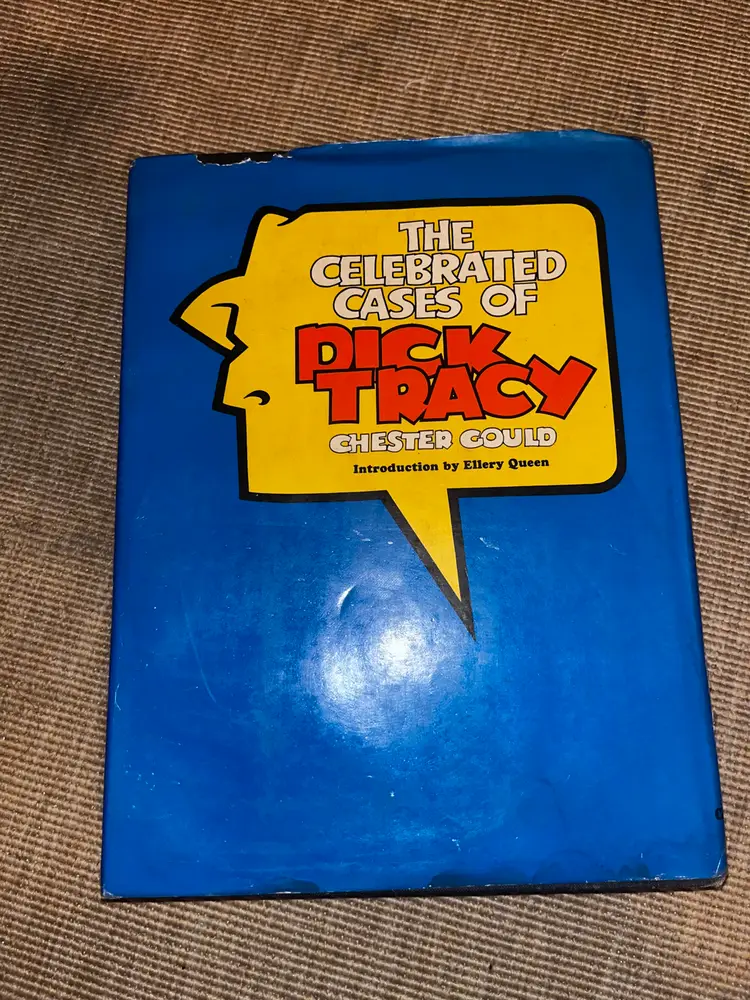 THE
CELEBRATED
CASES OF
DICK
TRACY
CHESTER GOULD
Introduction by Ellery Queen